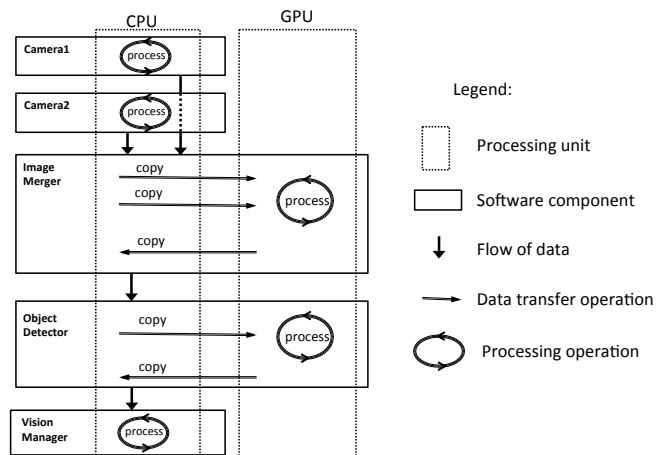 CPU
GPU
Camera1
process
Camera2
process
Image
Merger
copy
copy
process
copy
Object
Detector
copy
process
copy
Vision
Manager
process
Legend:
Processing unit
Software component
Flow of data
Data transfer operation
Processing operation